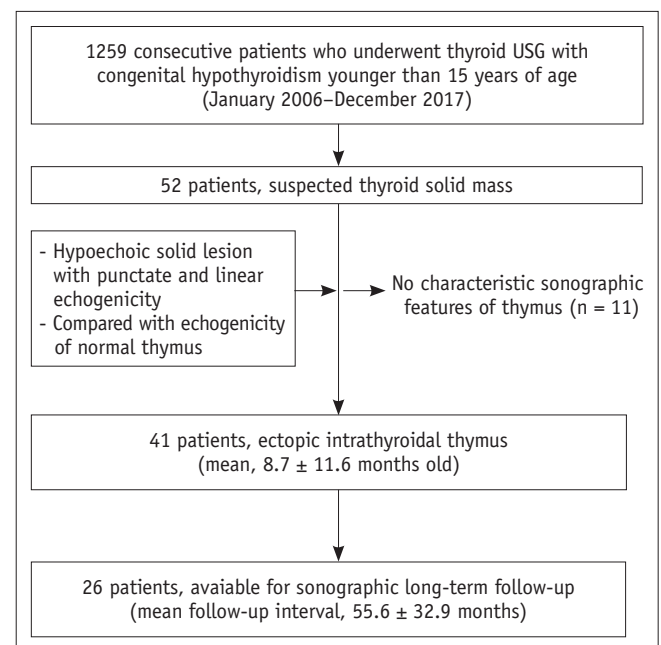 1259 consecutive patients who underwent thyroid USG with
congenital hypothyroidism younger than 15 years of age
(January 2006–December 2017)
52 patients, suspected thyroid solid mass
- Hypoechoic solid lesion
with punctate and linear
echogenicity
- Compared with echogenicity
of normal thymus
No characteristic sonographic
features of thymus (n = 11)
41 patients, ectopic intrathyroidal thymus
(mean, 8.7 ± 11.6 months old)
26 patients, avaiable for sonographic long-term follow-up
(mean follow-up interval, 55.6 ± 32.9 months)